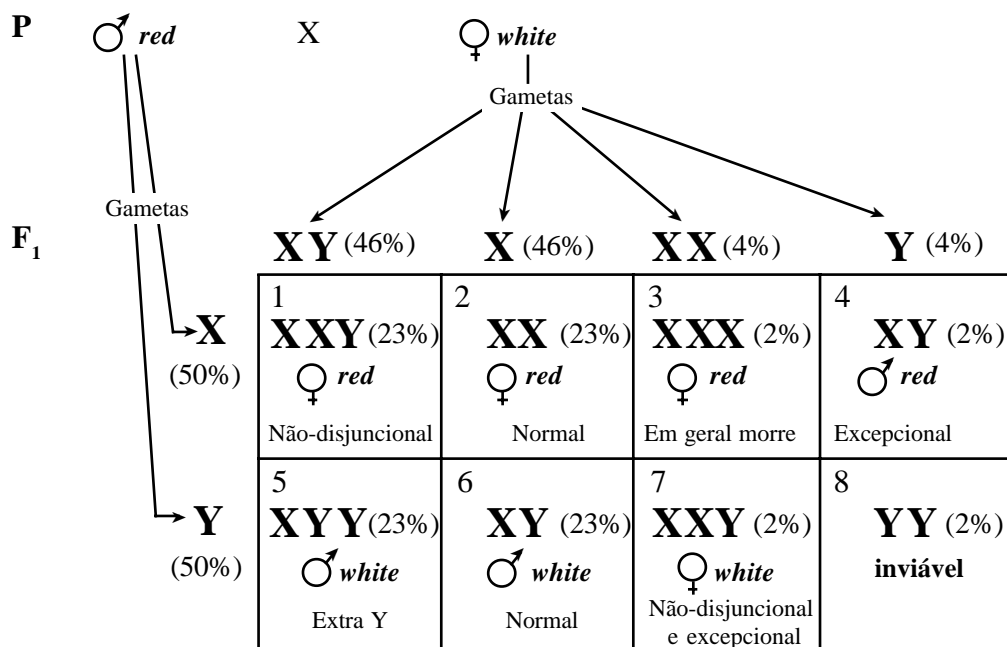 P ♂ red X ♀ white
Gametas
Gametas
F1 XY (46%) X (46%) XX (4%) Y (4%)
X
(50%)
1
XXY (23%)
♀ red
Não-disjuncional
2
XX (23%)
♀ red
Normal
3
XXX (2%)
♀ red
Em geral morre
4
XY (2%)
♂ red
Excepcional
Y
(50%)
5
XYY (23%)
♂ white
Extra Y
6
XY (23%)
♂ white
Normal
7
XXY (2%)
♀ white
Não-disjuncional
e excepcional
8
YY (2%)
inviável